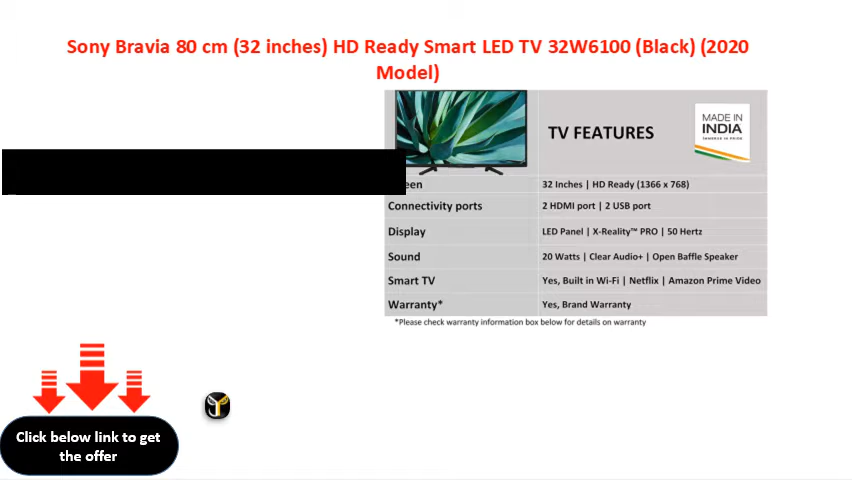 Sony Bravia 80 cm (32 inches) HD Ready Smart LED TV 32W6100 (Black) (2020
Model)
TV FEATURES
MADE IN
INDIA
32 Inches | HD Ready (1366 x 768)
Connectivity ports 2 HDMI port | 2 USB port
Display LED Panel | X-Reality™ PRO | 50 Hertz
Sound 20 Watts | Clear Audio+ | Open Baffle Speaker
Smart TV Yes, Built in Wi-Fi | Netflix | Amazon Prime Video
Warranty* Yes, Brand Warranty
*Please check warranty information box below for details on warranty
Click below link to get
the offer